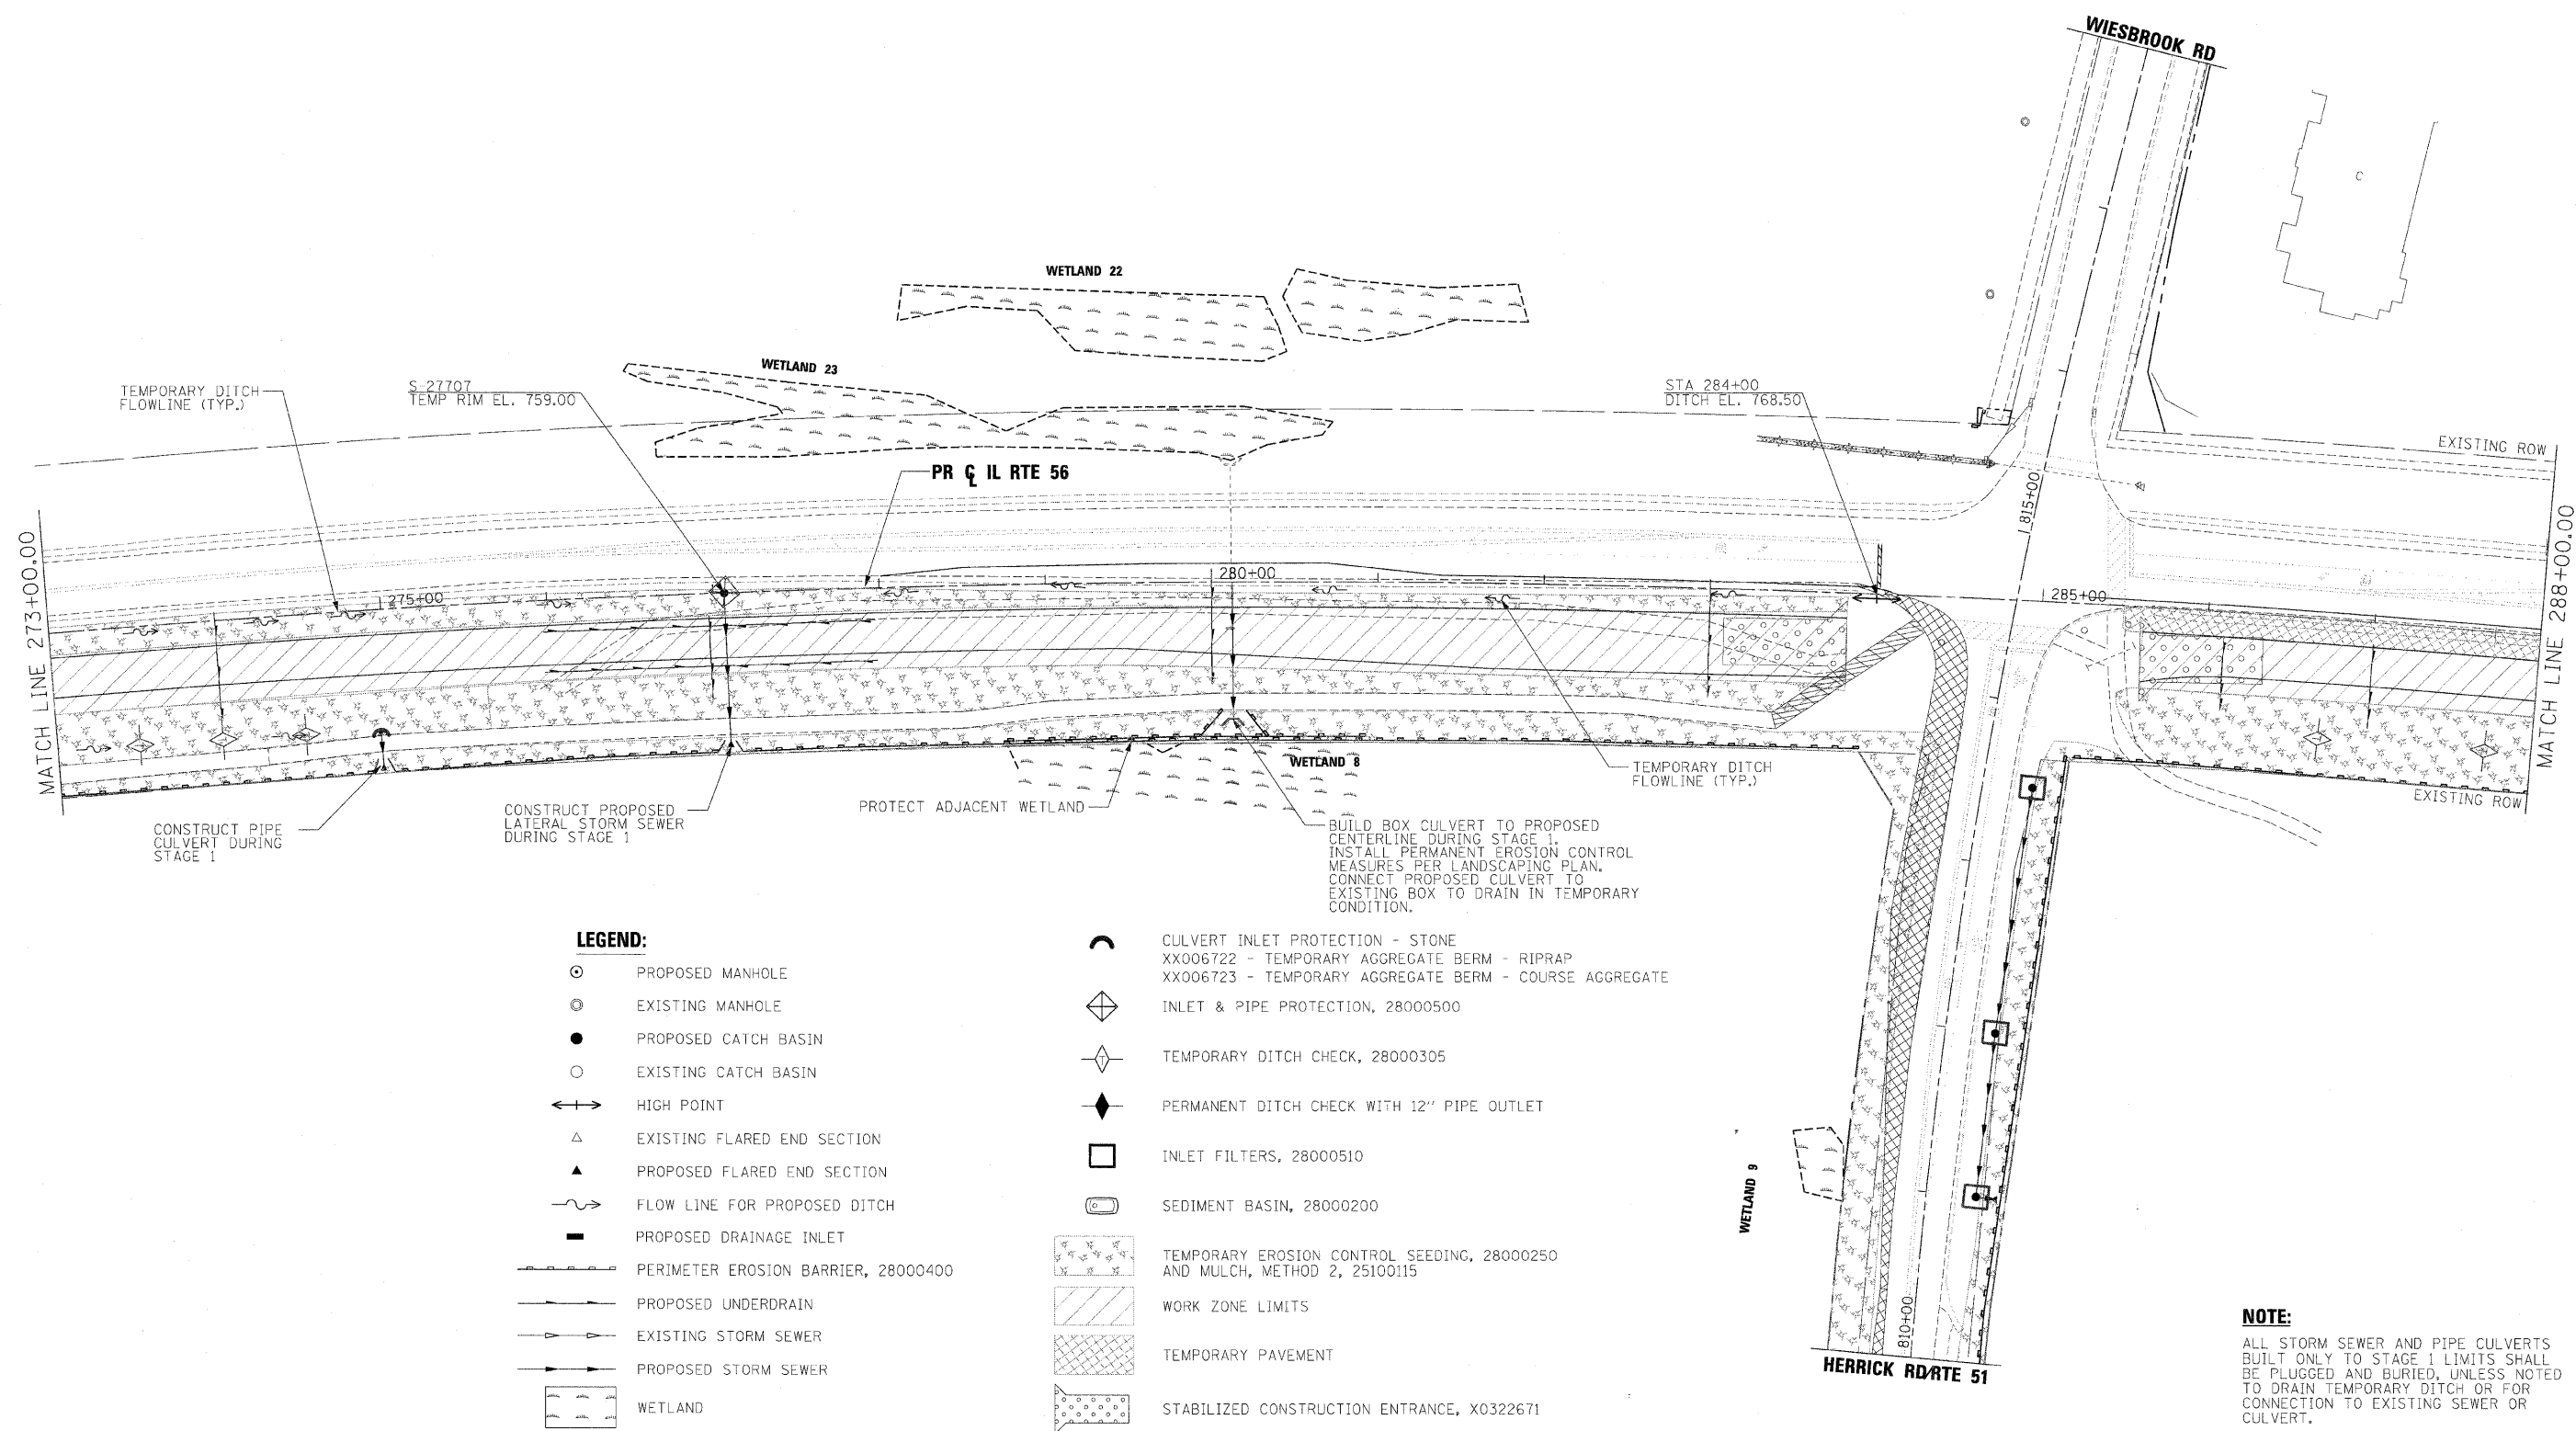 WIESBROOK RD
C
WETLAND 22
WETLAND 23
TEMPORARY DITCH
FLOWLINE (TYP.)
S-27707
TEMP RIM EL. 759.00
STA 284+00
DITCH EL. 768.50
EXISTING ROW
PR ℄ IL RTE 56
815+00
MATCH LINE 273+00.00
MATCH LINE 288+00.00
275+00
280+00
285+00
WETLAND 8
TEMPORARY DITCH
FLOWLINE (TYP.)
EXISTING ROW
PROTECT ADJACENT WETLAND
CONSTRUCT PROPOSED
LATERAL STORM SEWER
DURING STAGE 1
CONSTRUCT PIPE
CULVERT DURING
STAGE 1
BUILD BOX CULVERT TO PROPOSED
CENTERLINE DURING STAGE 1.
INSTALL PERMANENT EROSION CONTROL
MEASURES PER LANDSCAPING PLAN.
CONNECT PROPOSED CULVERT TO
EXISTING BOX TO DRAIN IN TEMPORARY
CONDITION.
LEGEND:
PROPOSED MANHOLE
EXISTING MANHOLE
PROPOSED CATCH BASIN
EXISTING CATCH BASIN
HIGH POINT
EXISTING FLARED END SECTION
PROPOSED FLARED END SECTION
FLOW LINE FOR PROPOSED DITCH
PROPOSED DRAINAGE INLET
PERIMETER EROSION BARRIER, 28000400
PROPOSED UNDERDRAIN
EXISTING STORM SEWER
PROPOSED STORM SEWER
WETLAND
CULVERT INLET PROTECTION - STONE
XX006722 - TEMPORARY AGGREGATE BERM - RIPRAP
XX006723 - TEMPORARY AGGREGATE BERM - COURSE AGGREGATE
INLET & PIPE PROTECTION, 28000500
T
TEMPORARY DITCH CHECK, 28000305
PERMANENT DITCH CHECK WITH 12" PIPE OUTLET
INLET FILTERS, 28000510
SEDIMENT BASIN, 28000200
TEMPORARY EROSION CONTROL SEEDING, 28000250
AND MULCH, METHOD 2, 25100115
WORK ZONE LIMITS
TEMPORARY PAVEMENT
STABILIZED CONSTRUCTION ENTRANCE, X0322671
WETLAND 9
810+00
HERRICK RD/RTE 51
NOTE:
ALL STORM SEWER AND PIPE CULVERTS
BUILT ONLY TO STAGE 1 LIMITS SHALL
BE PLUGGED AND BURIED, UNLESS NOTED
TO DRAIN TEMPORARY DITCH OR FOR
CONNECTION TO EXISTING SEWER OR
CULVERT.